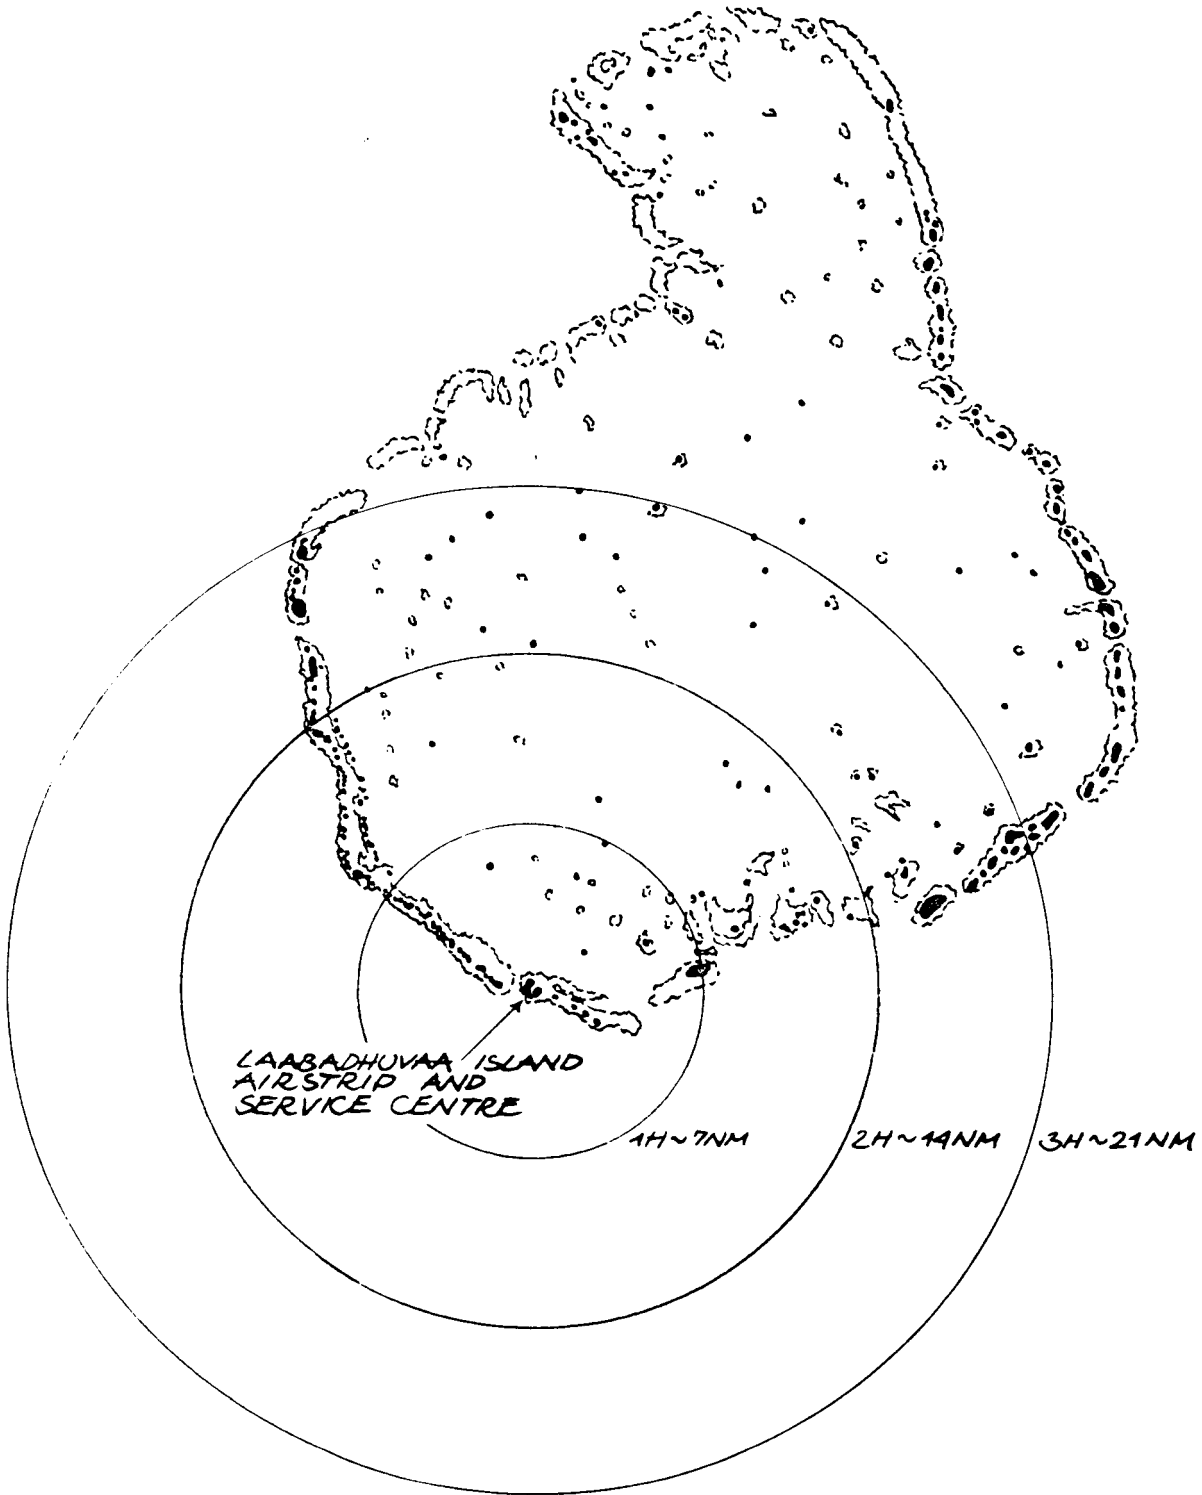 LAABADHUVAA ISLAND
AIRSTRIP AND
SERVICE CENTRE
1H~7NM
2H~14NM
3H~21NM